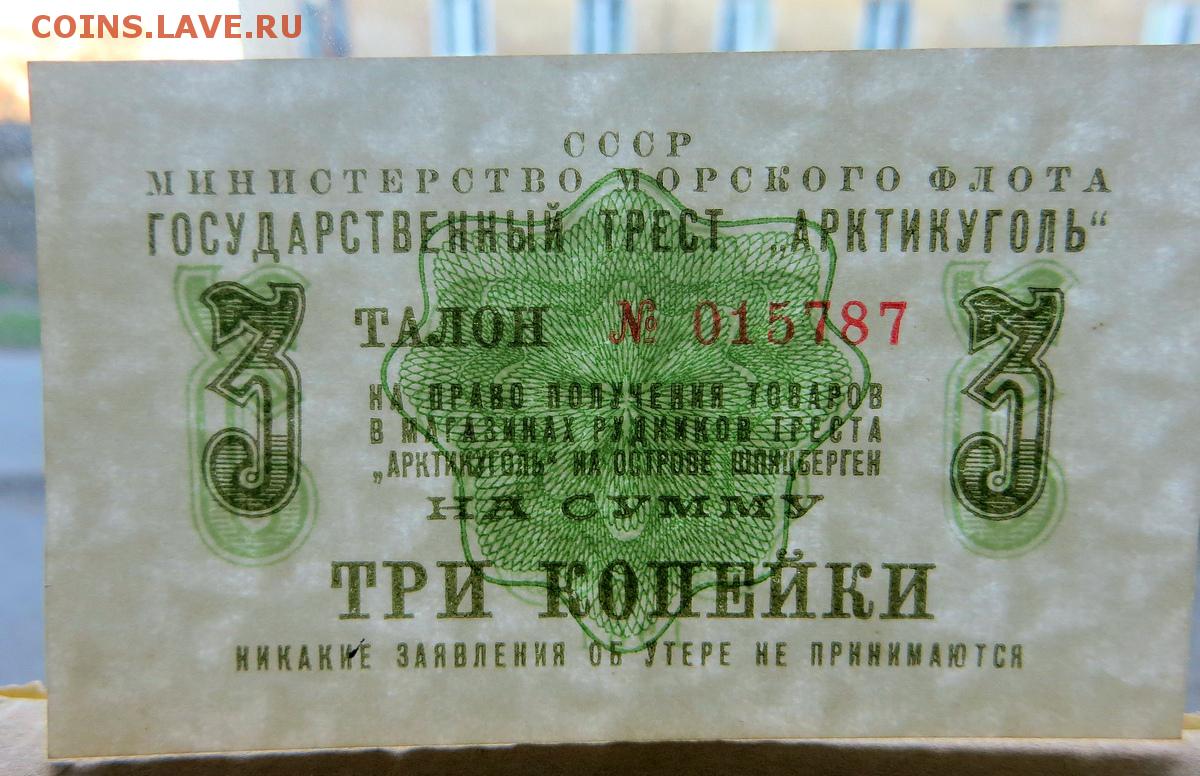 COINS.LAVE.RU
СССР
МИНИСТЕРСТВО МОРСКОГО ФЛОТА
ГОСУДАРСТВЕННЫЙ ТРЕСТ „АРКТИКУГОЛЬ“
3 ТАЛОН № 015787 3
НА ПРАВО ПОЛУЧЕНИЯ ТОВАРОВ
В МАГАЗИНАХ РУДНИКОВ ТРЕСТА
„АРКТИКУГОЛЬ“ НА ОСТРОВЕ ШПИЦБЕРГЕН
НА СУММУ
ТРИ КОПЕЙКИ
НИКАКИЕ ЗАЯВЛЕНИЯ ОБ УТЕРЕ НЕ ПРИНИМАЮТСЯ